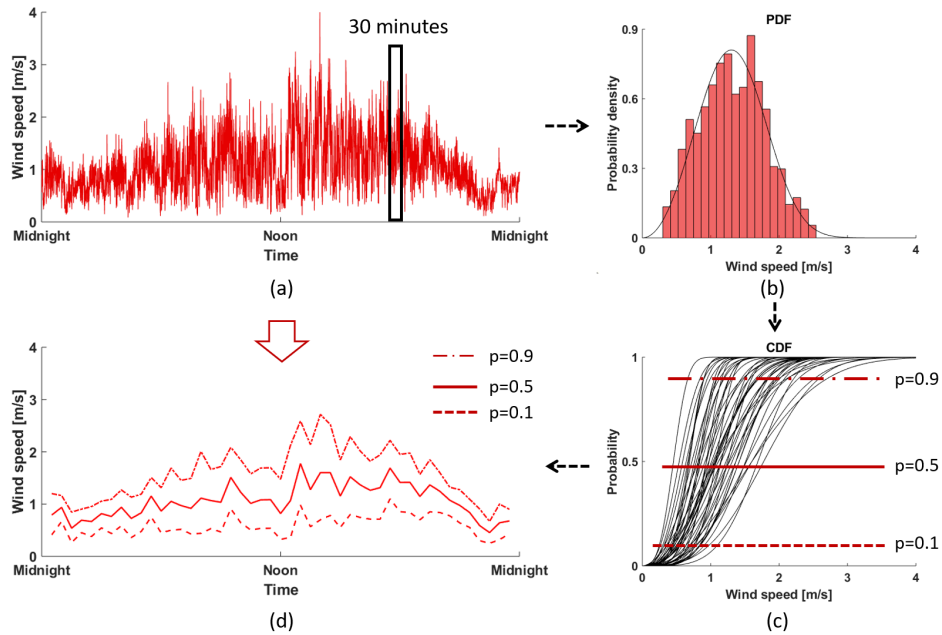 30 minutes
Wind speed [m/s]
4
3
2
1
0
Midnight
Noon
Midnight
Time
(a)
PDF
Probability density
0.9
0.6
0.3
0
0
1
2
3
4
Wind speed [m/s]
(b)
p=0.9
p=0.5
p=0.1
Wind speed [m/s]
4
3
2
1
0
Midnight
Noon
Midnight
Time
(d)
CDF
Probability
1
0.5
0
p=0.9
p=0.5
p=0.1
0
1
2
3
4
Wind speed [m/s]
(c)